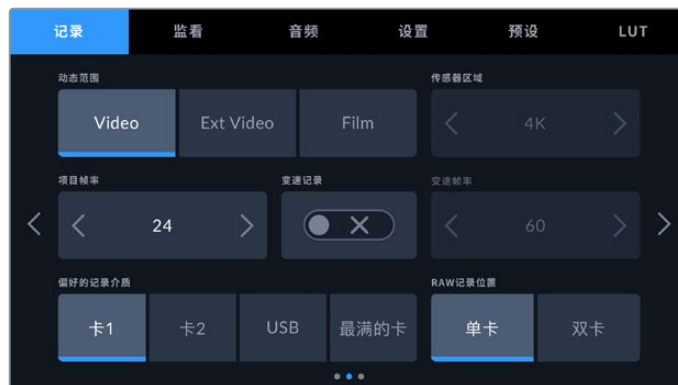 记录 监看 音频 设置 预设 LUT
动态范围 传感器区域
Video Ext Video Film 4K
项目帧率 变速记录 变速帧率
24 60
偏好的记录介质 RAW记录位置
卡1 卡2 USB 最满的卡 单卡 双卡